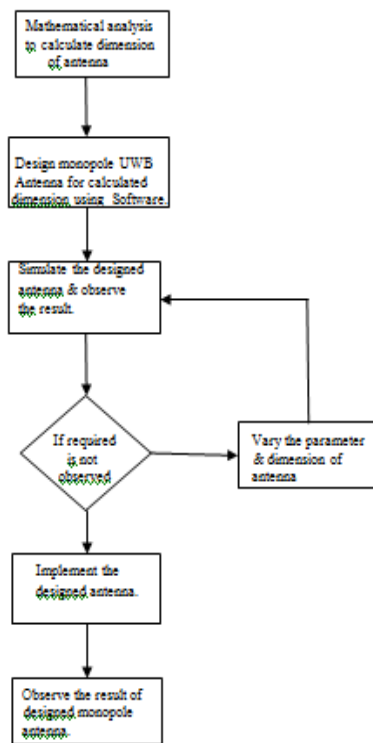 Mathematical analysis
to calculate dimension
of antenna
Design monopole UWB
Antenna for calculated
dimension using Software.
Simulate the designed
antenna & observe
the result.
If required
is not
observed
Vary the parameter
& dimension of
antenna
Implement the
designed antenna.
Observe the result of
designed monopole
antenna.